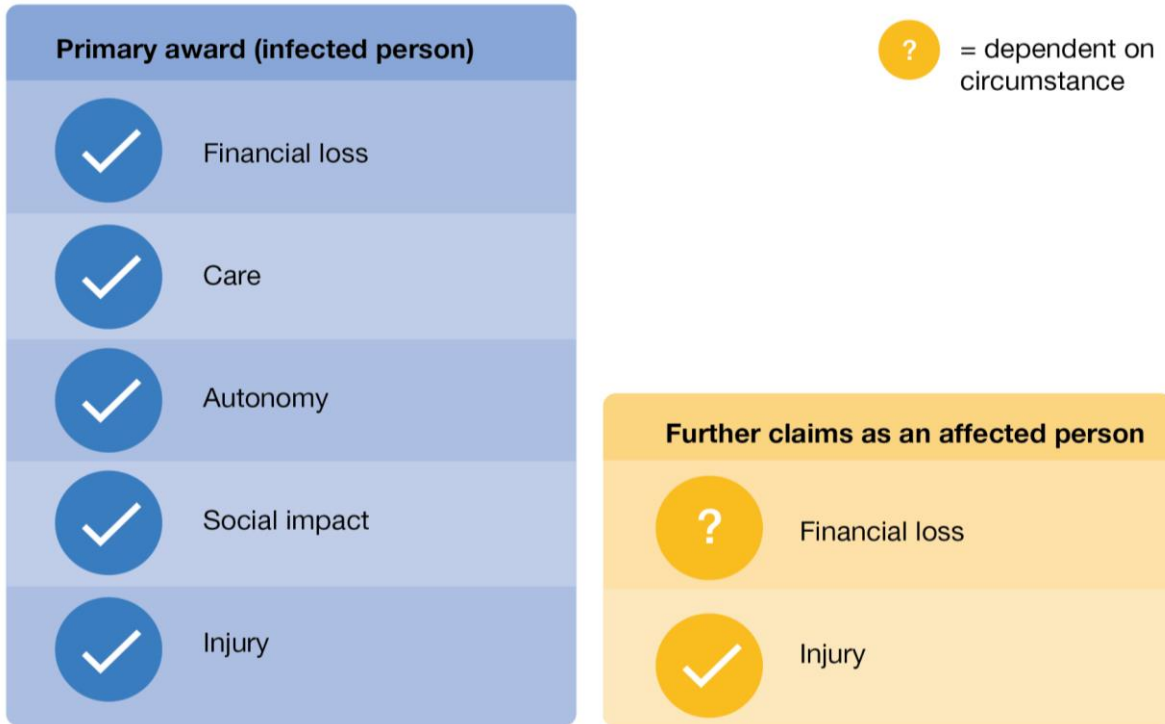 Primary award (infected person)
? = dependent on
circumstance
Financial loss
Care
Autonomy
Social impact
Injury
Further claims as an affected person
? Financial loss
Injury